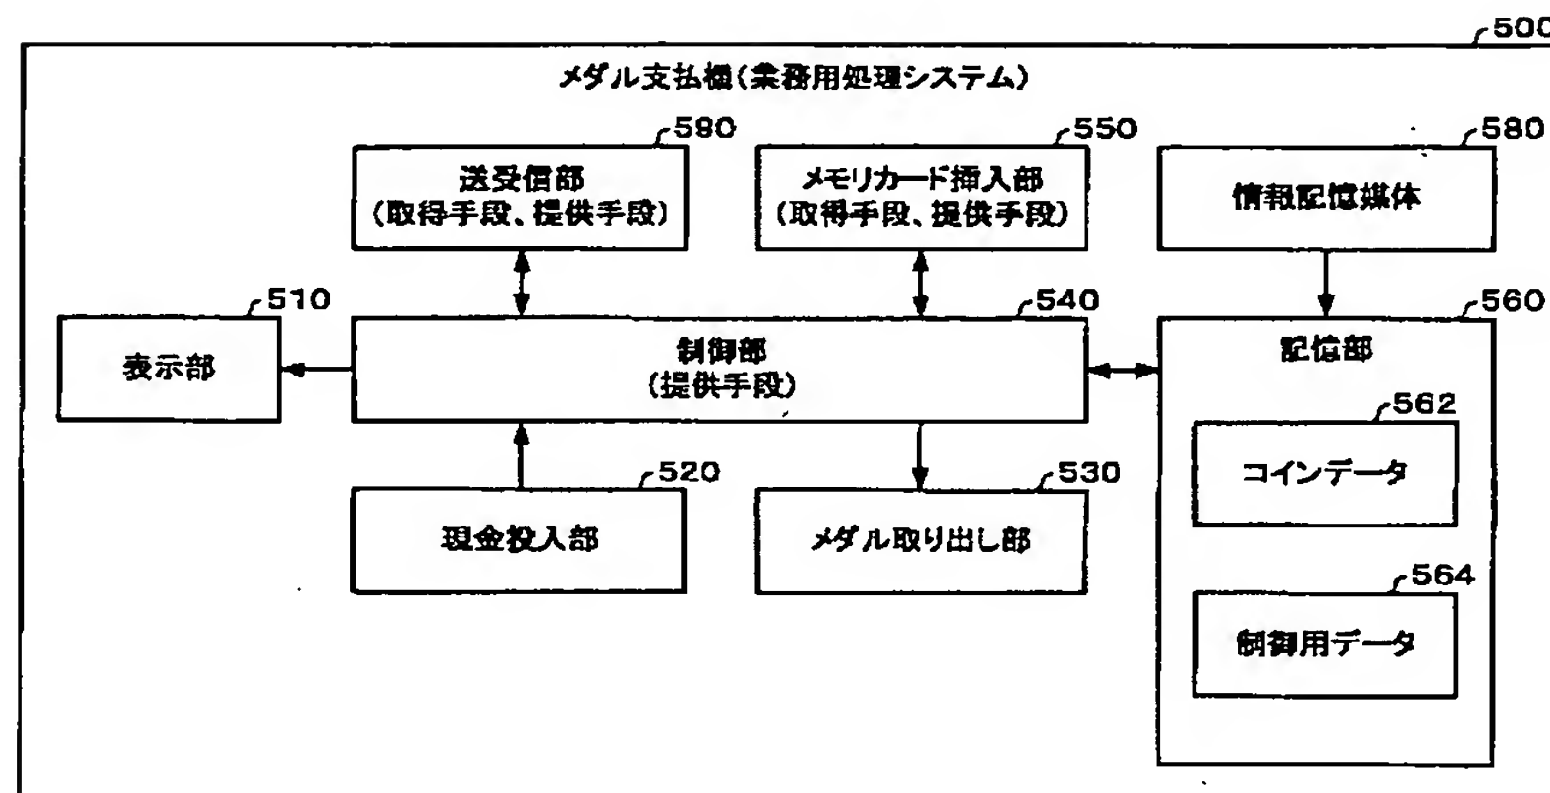 500
メダル支払機(業務用処理システム)
590
送受信部
(取得手段、提供手段)
550
メモリカード挿入部
(取得手段、提供手段)
580
情報記憶媒体
510
表示部
540
制御部
(提供手段)
560
記憶部
562
コインデータ
520
現金投入部
530
メダル取り出し部
564
制御用データ